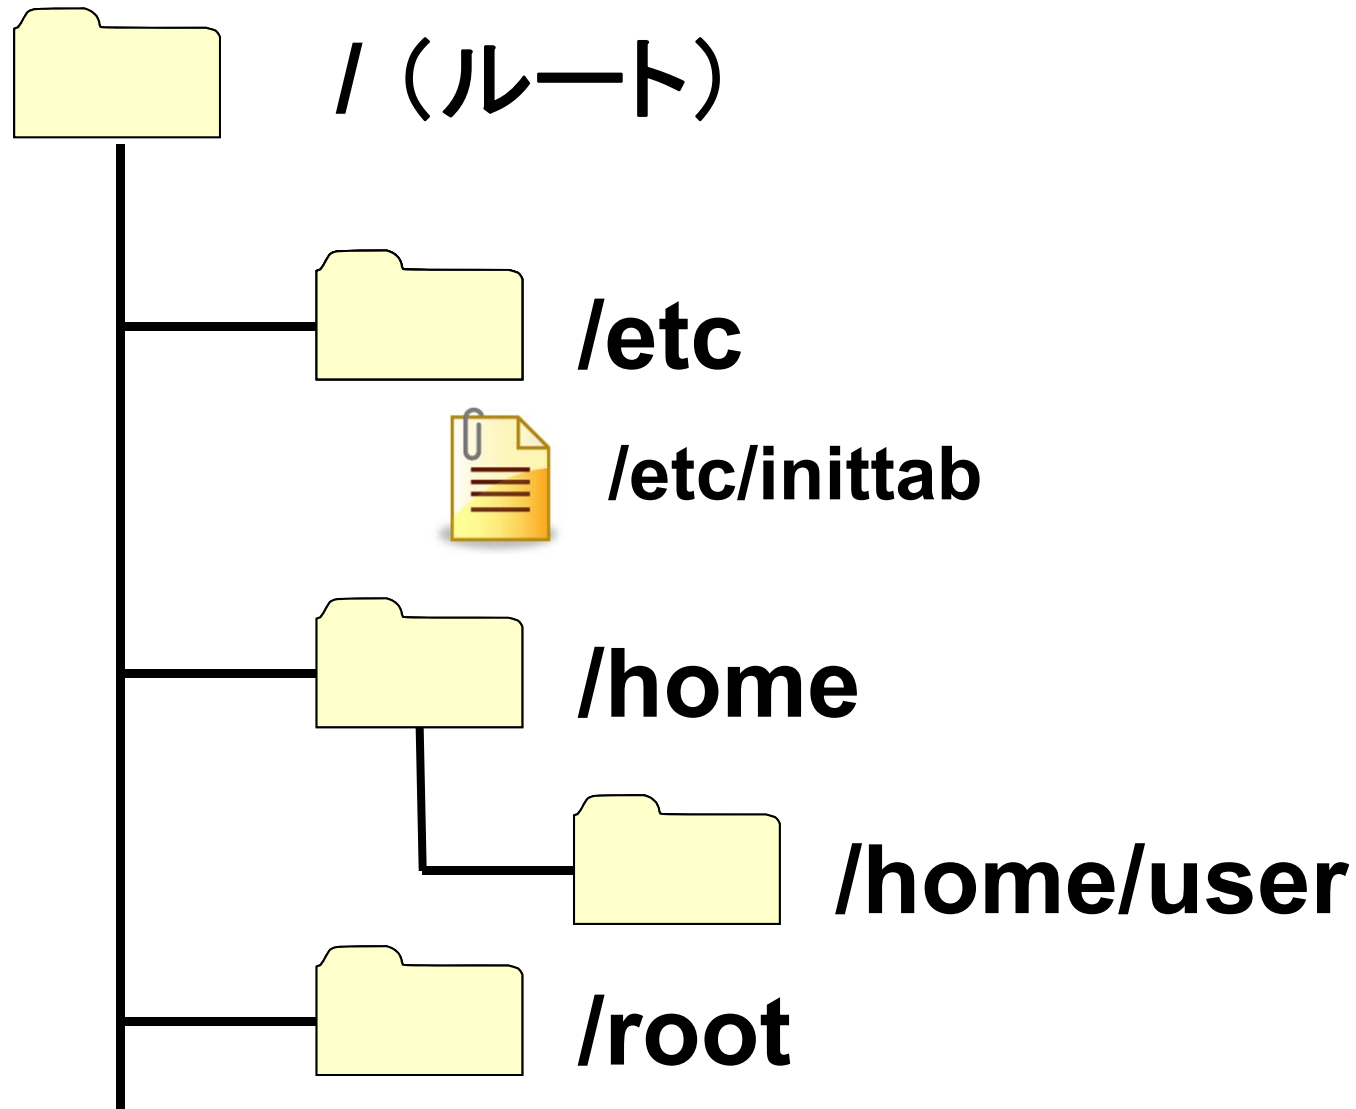 /（ルート）
/etc
/etc/inittab
/home
/home/user
/root